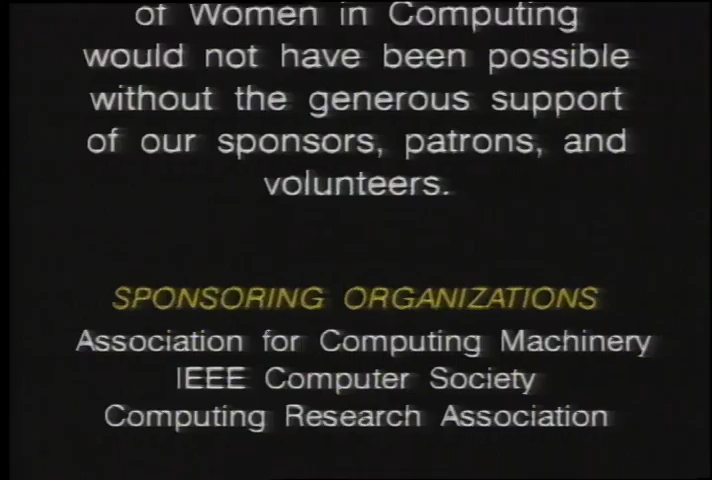 of Women in Computing
would not have been possible
without the generous support
of our sponsors, patrons, and
volunteers.
SPONSORING ORGANIZATIONS
Association for Computing Machinery
IEEE Computer Society
Computing Research Association